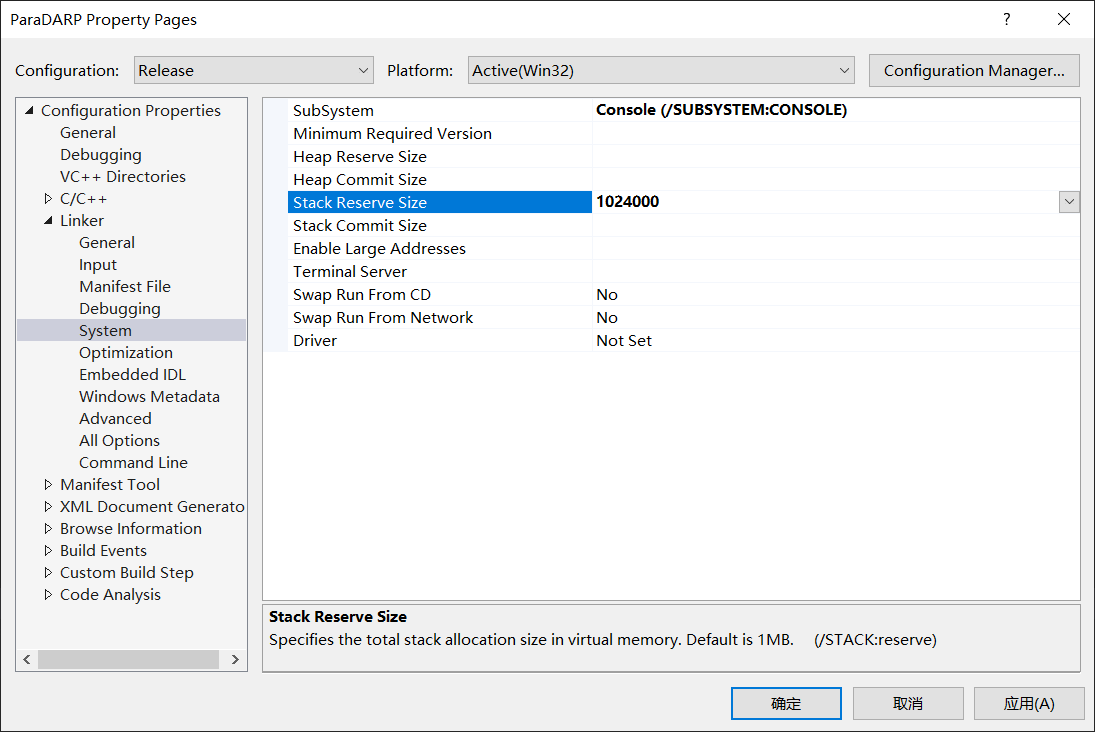 ParaDARP Property Pages
Configuration: Release Platform: Active(Win32) Configuration Manager...
Configuration Properties
General
Debugging
VC++ Directories
C/C++
Linker
General
Input
Manifest File
Debugging
System
Optimization
Embedded IDL
Windows Metadata
Advanced
All Options
Command Line
Manifest Tool
XML Document Generato
Browse Information
Build Events
Custom Build Step
Code Analysis
SubSystem Console (/SUBSYSTEM:CONSOLE)
Minimum Required Version
Heap Reserve Size
Heap Commit Size
Stack Reserve Size 1024000
Stack Commit Size
Enable Large Addresses
Terminal Server
Swap Run From CD No
Swap Run From Network No
Driver Not Set
Stack Reserve Size
Specifies the total stack allocation size in virtual memory. Default is 1MB. (/STACK:reserve)
确定 取消 应用(A)